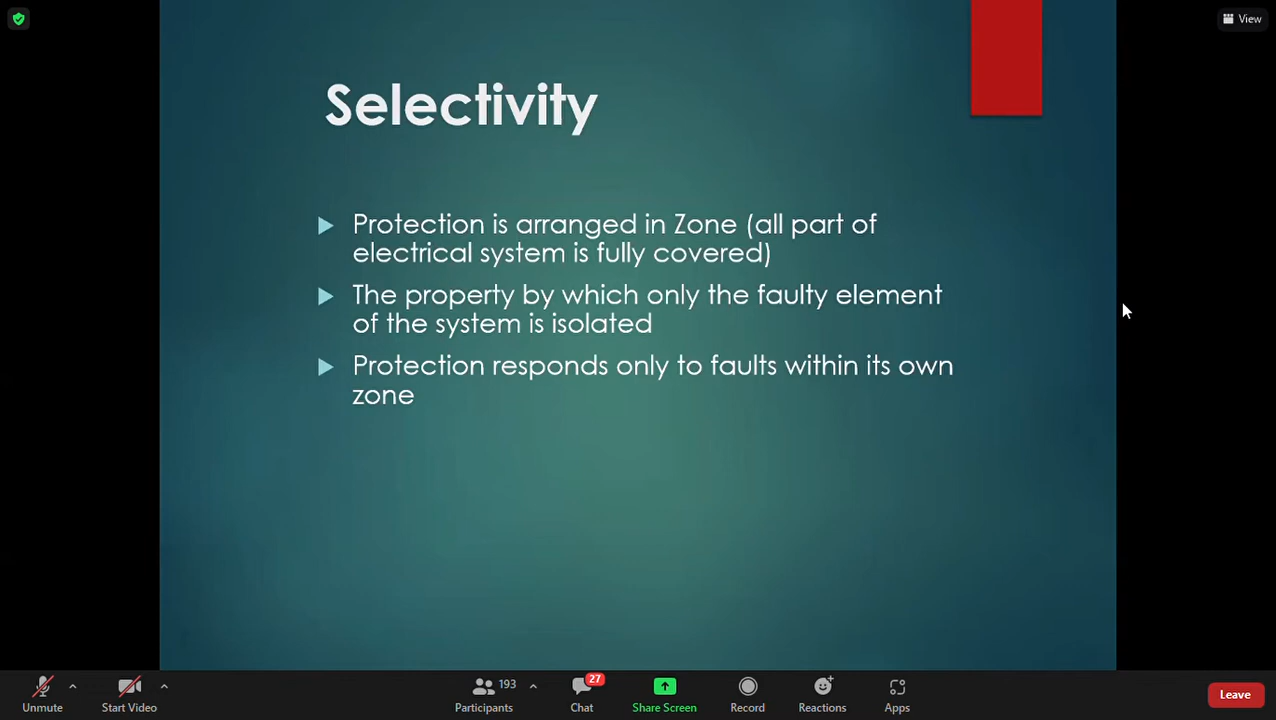 View
Selectivity
Protection is arranged in Zone (all part of
electrical system is fully covered)
The property by which only the faulty element
of the system is isolated
Protection responds only to faults within its own
zone
193
27
Unmute
Start Video
Participants
Chat
Share Screen
Record
Reactions
Apps
Leave